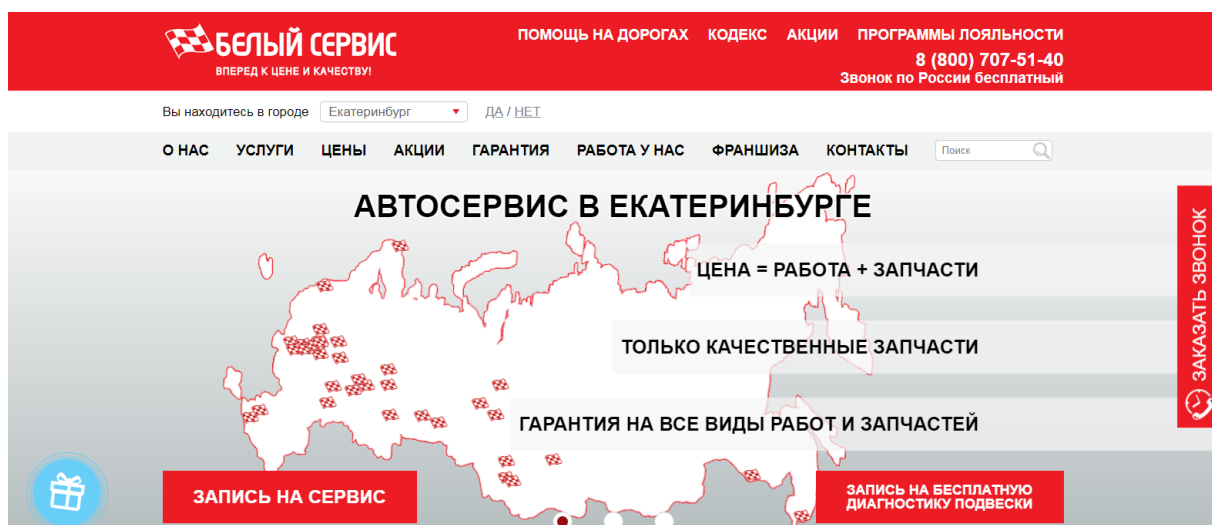 БЕЛЫЙ СЕРВИС
ВПЕРЕД К ЦЕНЕ И КАЧЕСТВУ!
ПОМОЩЬ НА ДОРОГАХ КОДЕКС АКЦИИ ПРОГРАММЫ ЛОЯЛЬНОСТИ
8 (800) 707-51-40
Звонок по России бесплатный
Вы находитесь в городе Екатеринбург ДА / НЕТ
О НАС УСЛУГИ ЦЕНЫ АКЦИИ ГАРАНТИЯ РАБОТА У НАС ФРАНШИЗА КОНТАКТЫ Поиск
АВТОСЕРВИС В ЕКАТЕРИНБУРГЕ
ЦЕНА = РАБОТА + ЗАПЧАСТИ
ТОЛЬКО КАЧЕСТВЕННЫЕ ЗАПЧАСТИ
ГАРАНТИЯ НА ВСЕ ВИДЫ РАБОТ И ЗАПЧАСТЕЙ
ЗАКАЗАТЬ ЗВОНОК
ЗАПИСЬ НА СЕРВИС
ЗАПИСЬ НА БЕСПЛАТНУЮ
ДИАГНОСТИКУ ПОДВЕСКИ